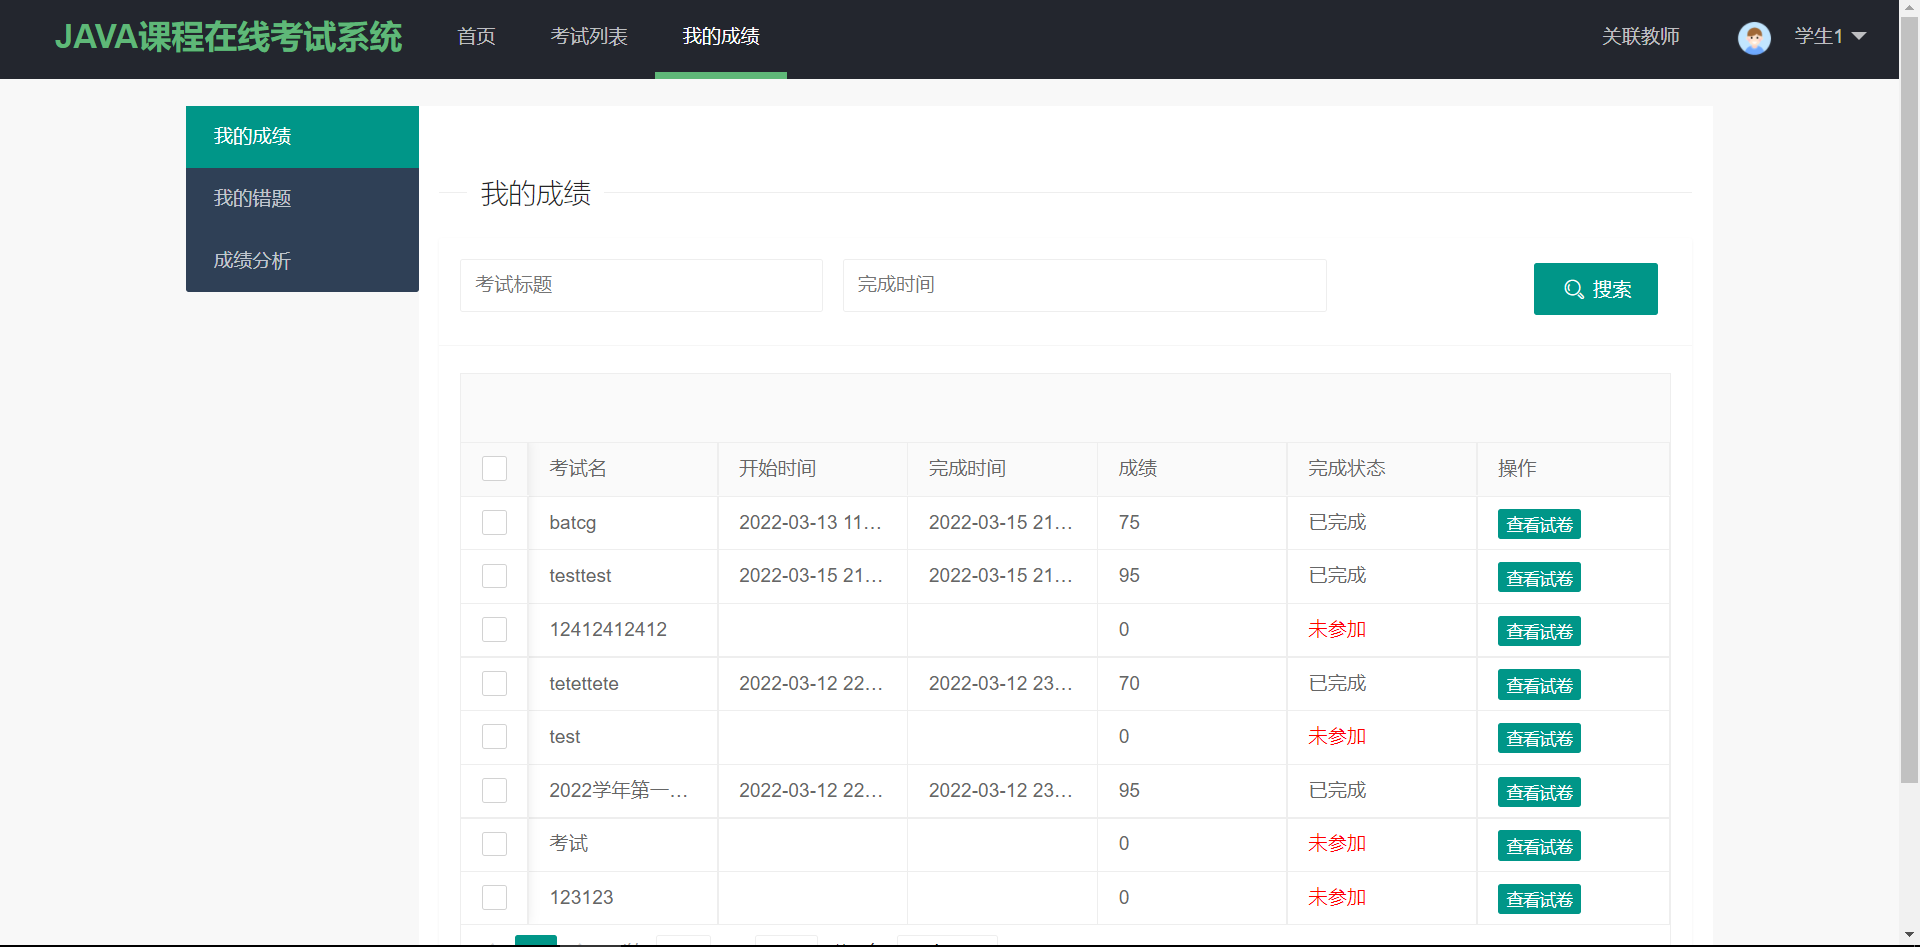 JAVA课程在线考试系统 首页 考试列表 我的成绩 关联教师 学生1
我的成绩
我的错题
成绩分析
我的成绩
考试标题 完成时间 搜索
考试名 开始时间 完成时间 成绩 完成状态 操作
batcg 2022-03-13 11... 2022-03-15 21... 75 已完成 查看试卷
testtest 2022-03-15 21... 2022-03-15 21... 95 已完成 查看试卷
12412412412 0 未参加 查看试卷
tetettete 2022-03-12 22... 2022-03-12 23... 70 已完成 查看试卷
test 0 未参加 查看试卷
2022学年第一... 2022-03-12 22... 2022-03-12 23... 95 已完成 查看试卷
考试 0 未参加 查看试卷
123123 0 未参加 查看试卷